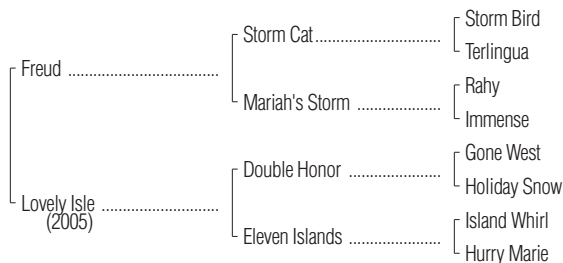 Storm Bird
Storm Cat
Terlingua
Freud
Rahy
Mariah's Storm
Immense
Gone West
Double Honor
Holiday Snow
Lovely Isle
(2005)
Island Whirl
Eleven Islands
Hurry Marie